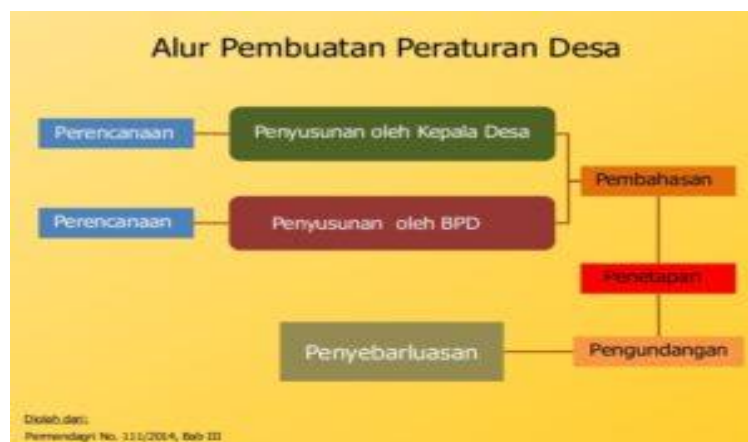 Alur Pembuatan Peraturan Desa
Perencanaan
Penyusunan oleh Kepala Desa
Pembahasan
Perencanaan
Penyusunan oleh BPD
Penetapan
Penyebarluasan
Pengundangan
Diolah dari:
Permendagri No. 111/2014, Bab III